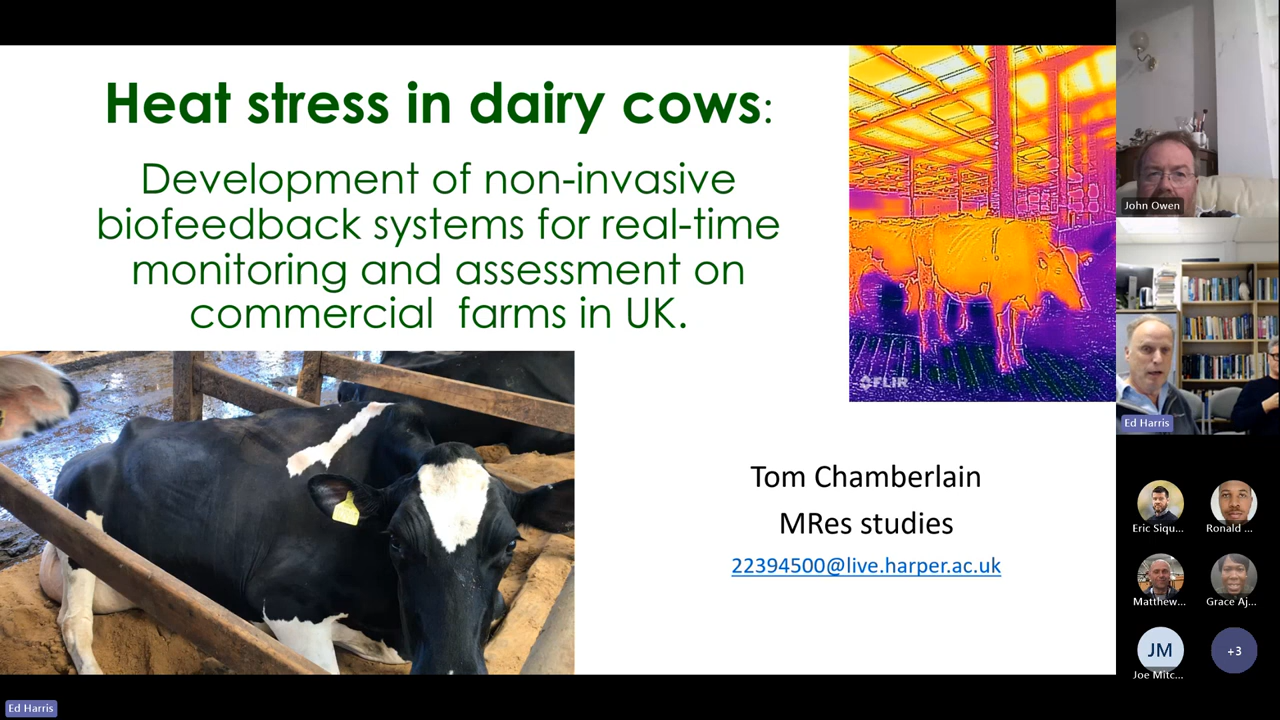 Heat stress in dairy cows:
Development of non-invasive
biofeedback systems for real-time
monitoring and assessment on
commercial farms in UK.
FLIR
Tom Chamberlain
MRes studies
22394500@live.harper.ac.uk
John Owen
Ed Harris
Eric Siqu...
Ronald ...
Matthew...
Grace Aj...
JM
Joe Mitc...
+3
Ed Harris